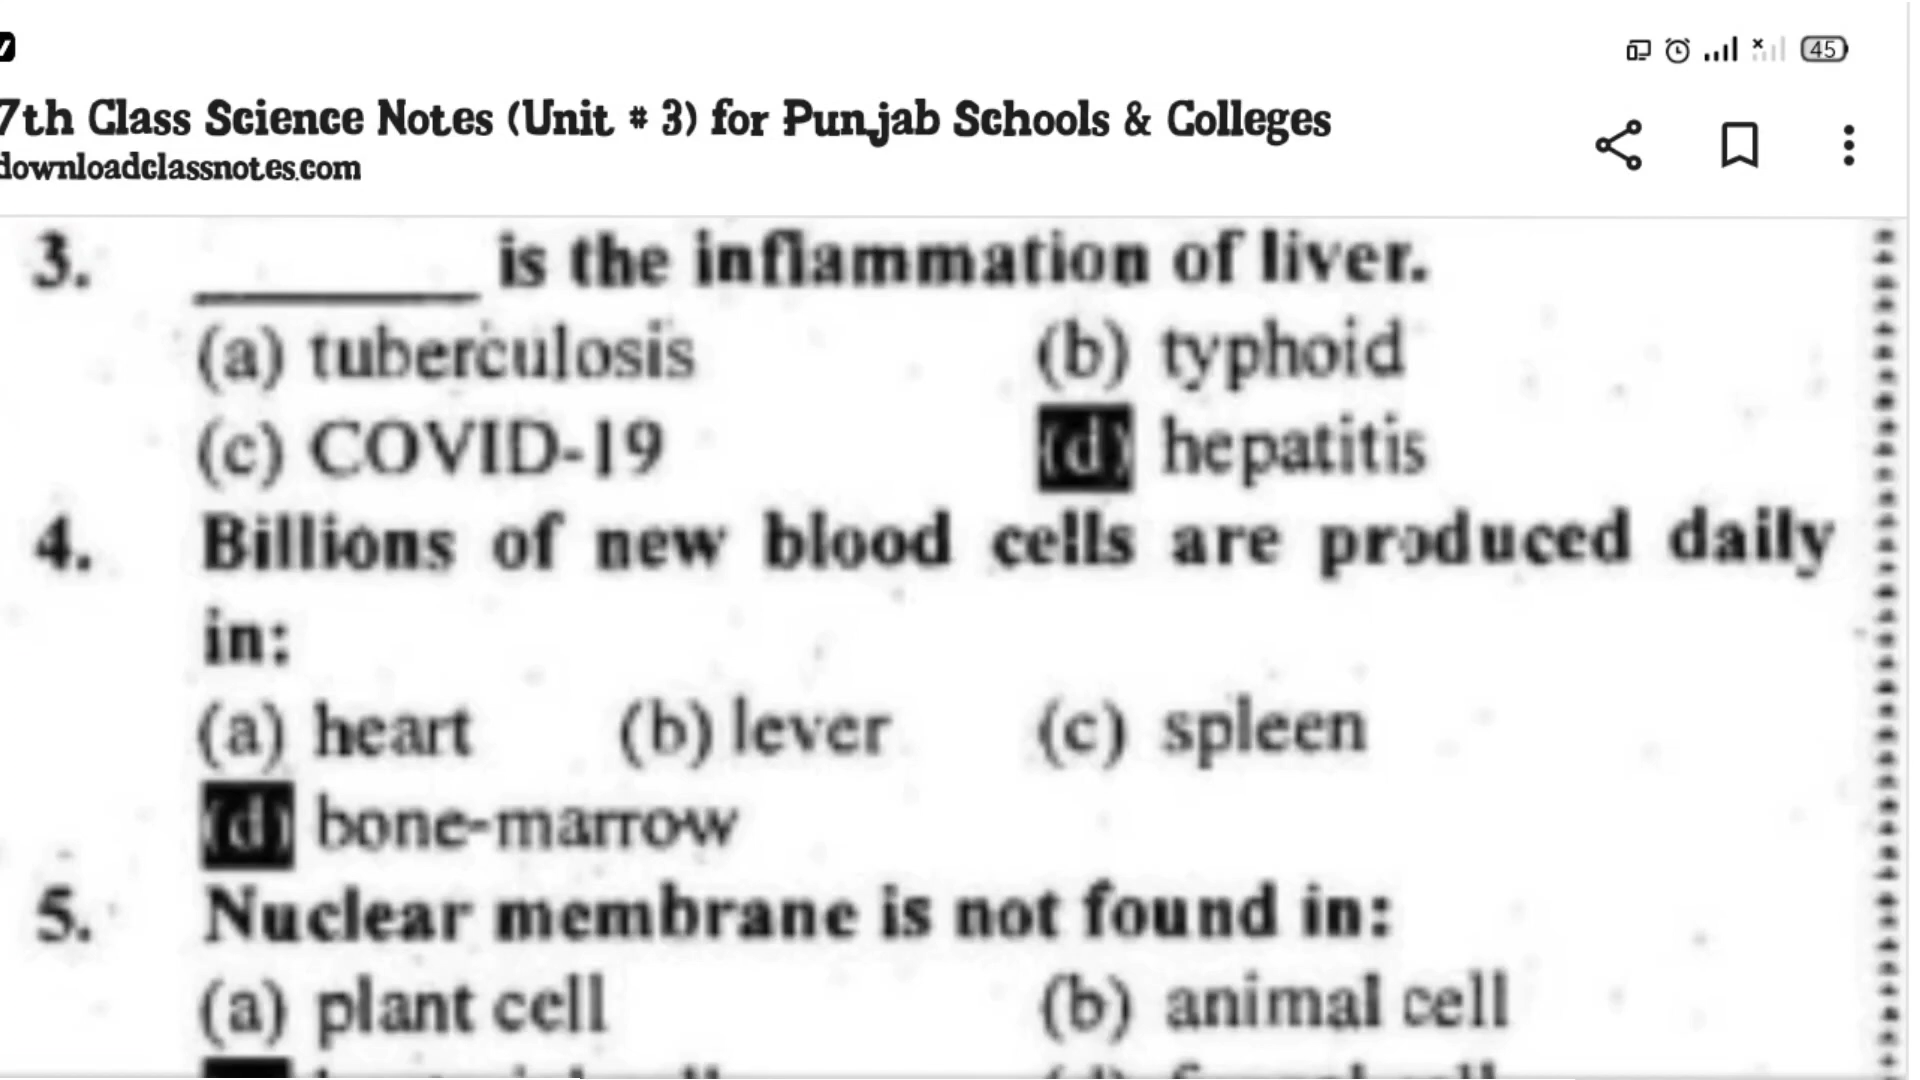 45
7th Class Science Notes (Unit # 3) for Punjab Schools & Colleges
downloadclassnotes.com
3. ________ is the inflammation of liver.
(a) tuberculosis (b) typhoid
(c) COVID-19 (d) hepatitis
4. Billions of new blood cells are produced daily
in:
(a) heart (b) lever (c) spleen
(d) bone-marrow
5. Nuclear membrane is not found in:
(a) plant cell (b) animal cell